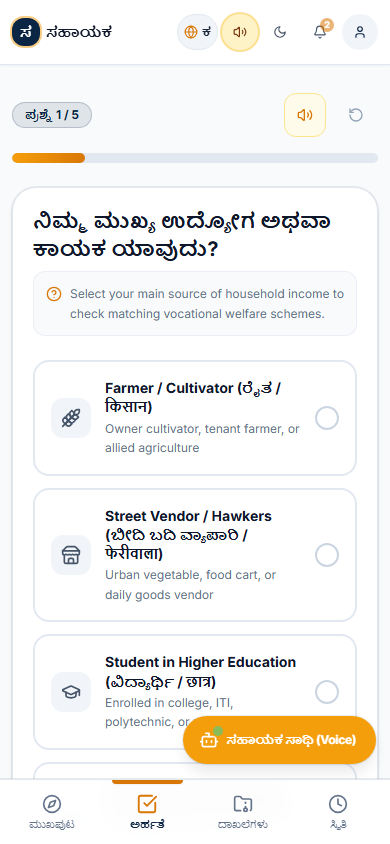 ಸ ಸಹಾಯಕ ಕ 2
ಪ್ರಶ್ನೆ 1 / 5
ನಿಮ್ಮ ಮುಖ್ಯ ಉದ್ಯೋಗ ಅಥವಾ
ಕಾಯಕ ಯಾವುದು?
Select your main source of household income to
check matching vocational welfare schemes.
Farmer / Cultivator (ರೈತ /
किसान)
Owner cultivator, tenant farmer, or
allied agriculture
Street Vendor / Hawkers
(ಬೀದಿ ಬದಿ ವ್ಯಾಪಾರಿ /
फेरीवाला)
Urban vegetable, food cart, or
daily goods vendor
Student in Higher Education
(ವಿದ್ಯಾರ್ಥಿ / छात्र)
Enrolled in college, ITI,
polytechnic, or
ಸಹಾಯಕ ಸಾಥಿ (Voice)
ಮುಖಪುಟ ಅರ್ಹತೆ ದಾಖಲೆಗಳು ಸ್ಥಿತಿ